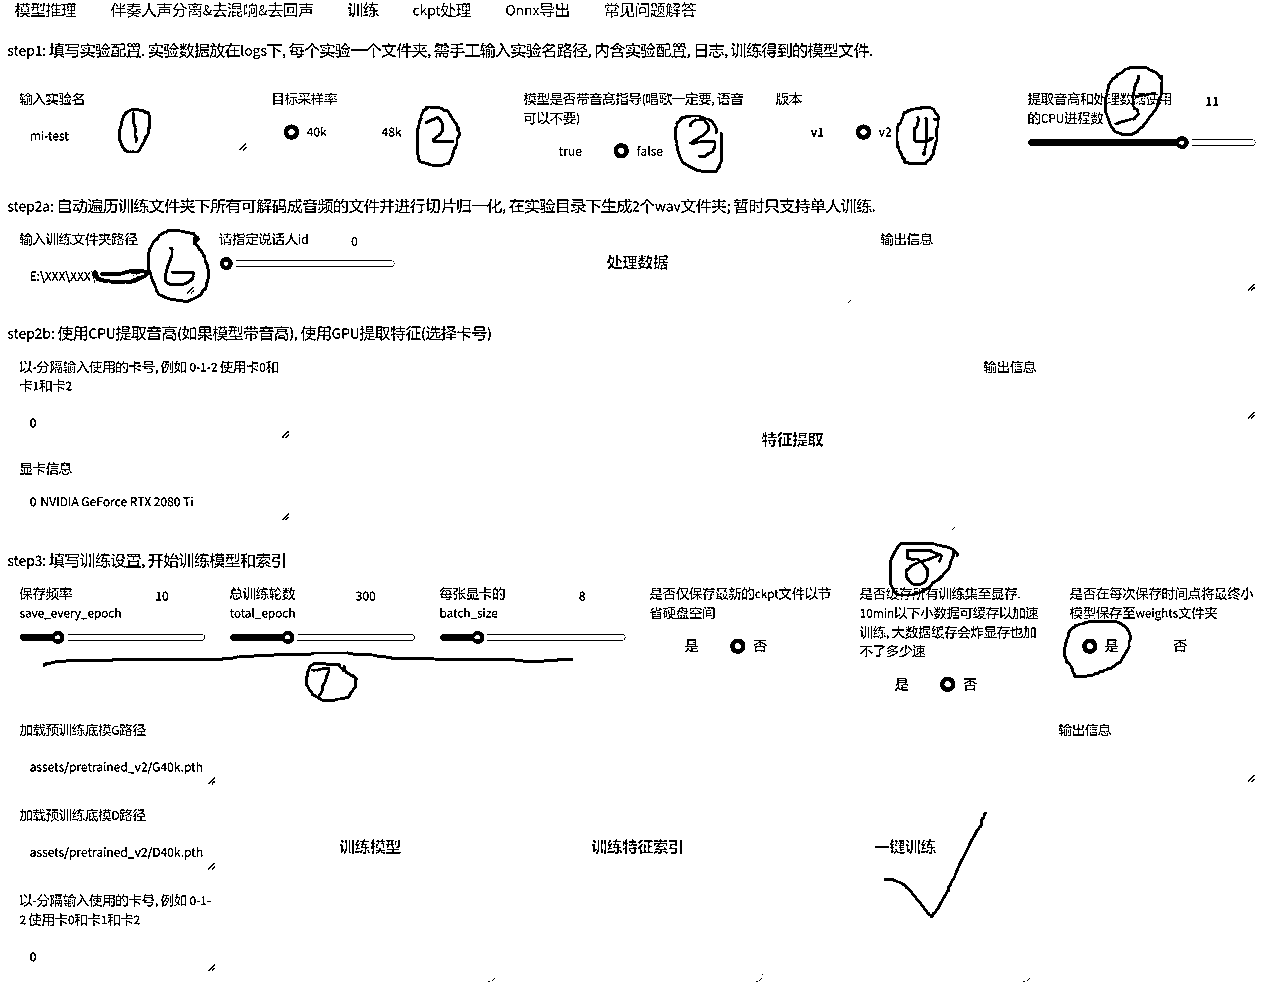 模型推理 伴奏人声分离&去混响&去回声 训练 ckpt处理 Onnx导出 常见问题解答
step1: 填写实验配置. 实验数据放在logs下, 每个实验一个文件夹, 需手工输入实验名路径, 内含实验配置, 日志, 训练得到的模型文件.
输入实验名
mi-test
1
目标采样率
40k 48k
2
模型是否带音高指导(唱歌一定要, 语音
可以不要)
true false
3
版本
v1 v2
4
提取音高和处理数据使用
的CPU进程数
11
5
step2a: 自动遍历训练文件夹下所有可解码成音频的文件并进行切片归一化, 在实验目录下生成2个wav文件夹; 暂时只支持单人训练.
输入训练文件夹路径
E:\XXX\XXX
6
请指定说话人id 0
处理数据
输出信息
step2b: 使用CPU提取音高(如果模型带音高), 使用GPU提取特征(选择卡号)
以-分隔输入使用的卡号, 例如 0-1-2 使用卡0和
卡1和卡2
0
显卡信息
0 NVIDIA GeForce RTX 2080 Ti
特征提取
输出信息
step3: 填写训练设置, 开始训练模型和索引
保存频率
save_every_epoch
10
总训练轮数
total_epoch
300
每张显卡的
batch_size
8
7
是否仅保存最新的ckpt文件以节
省硬盘空间
是 否
8
是否缓存所有训练集至显存.
10min以下小数据可缓存以加速
训练, 大数据缓存会炸显存也加
不了多少速
是 否
是否在每次保存时间点将最终小
模型保存至weights文件夹
是 否
加载预训练底模G路径
assets/pretrained_v2/G40k.pth
加载预训练底模D路径
assets/pretrained_v2/D40k.pth
以-分隔输入使用的卡号, 例如 0-1-
2 使用卡0和卡1和卡2
0
训练模型
训练特征索引
一键训练
输出信息